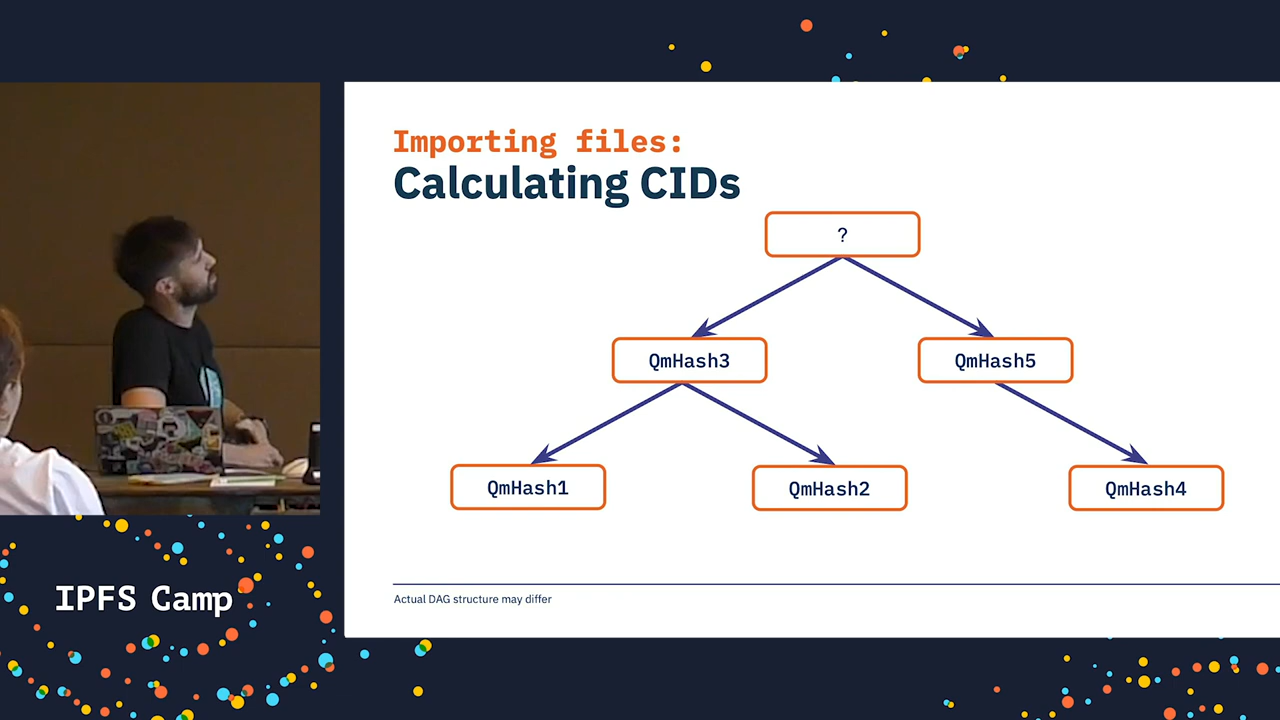 Importing files:
Calculating CIDs
?
QmHash3
QmHash5
QmHash1
QmHash2
QmHash4
Actual DAG structure may differ
IPFS Camp